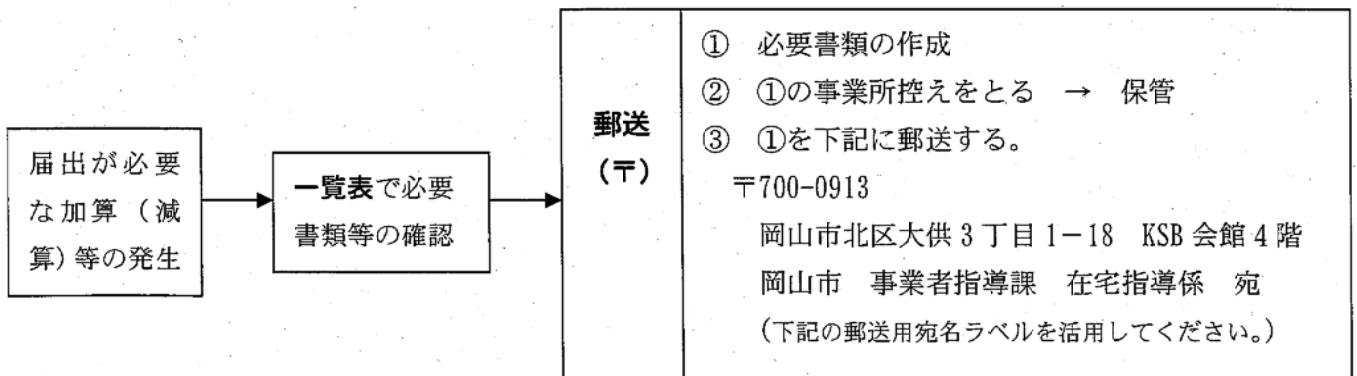 届出が必要
な加算（減
算）等の発生
一覧表で必要
書類等の確認
郵送
（〒）
① 必要書類の作成
② ①の事業所控えをとる → 保管
③ ①を下記に郵送する。
〒700-0913
岡山市北区大供3丁目1－18 KSB会館4階
岡山市 事業者指導課 在宅指導係 宛
（下記の郵送用宛名ラベルを活用してください。）